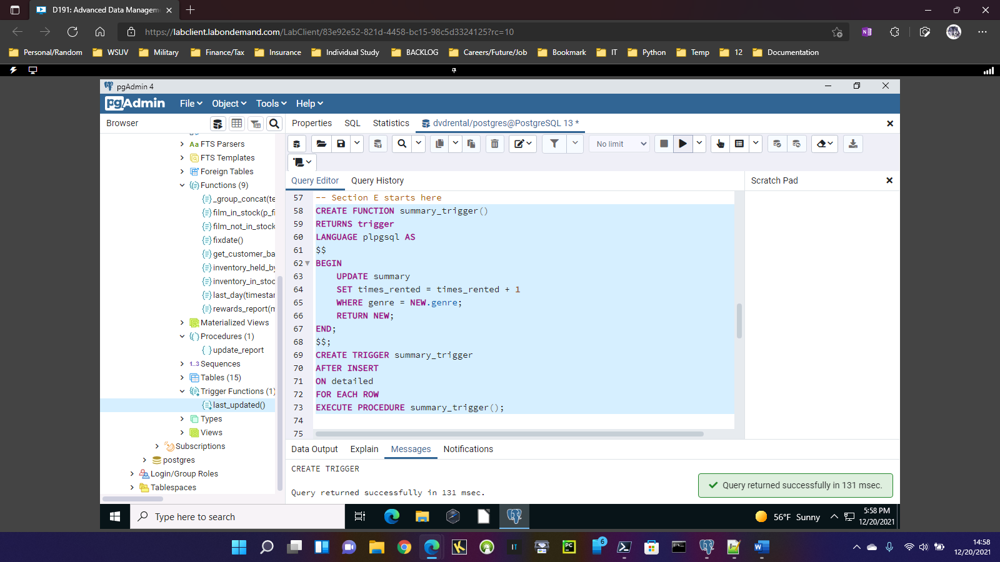 D191: Advanced Data Managem
https://labclient.labondemand.com/LabClient/83e92e52-821d-4458-bc15-98c5d3324125?rc=10
Personal/Random WSUV Military Finance/Tax Insurance Individual Study BACKLOG Careers/Future/Job Bookmark IT Python Temp 12 Documentation
pgAdmin 4
pgAdmin File Object Tools Help
Browser
Properties SQL Statistics dvdrental/postgres@PostgreSQL 13 *
No limit
Aa FTS Parsers
FTS Templates
Foreign Tables
Functions (9)
_group_concat(te
film_in_stock(p_fi
film_not_in_stock
fixdate()
get_customer_ba
inventory_held_by
inventory_in_stoc
last_day(timestar
rewards_report(m
Materialized Views
Procedures (1)
update_report
1..3 Sequences
Tables (15)
Trigger Functions (1)
last_updated()
Types
Views
Subscriptions
postgres
Login/Group Roles
Tablespaces
Query Editor Query History
Scratch Pad
57 -- Section E starts here
58 CREATE FUNCTION summary_trigger()
59 RETURNS trigger
60 LANGUAGE plpgsql AS
61 $$
62 BEGIN
63 UPDATE summary
64 SET times_rented = times_rented + 1
65 WHERE genre = NEW.genre;
66 RETURN NEW;
67 END;
68 $$;
69 CREATE TRIGGER summary_trigger
70 AFTER INSERT
71 ON detailed
72 FOR EACH ROW
73 EXECUTE PROCEDURE summary_trigger();
74
75
Data Output Explain Messages Notifications
CREATE TRIGGER
Query returned successfully in 131 msec.
Query returned successfully in 131 msec.
Type here to search
56°F Sunny
5:58 PM
12/20/2021
IT
PC
6
W
14:58
12/20/2021